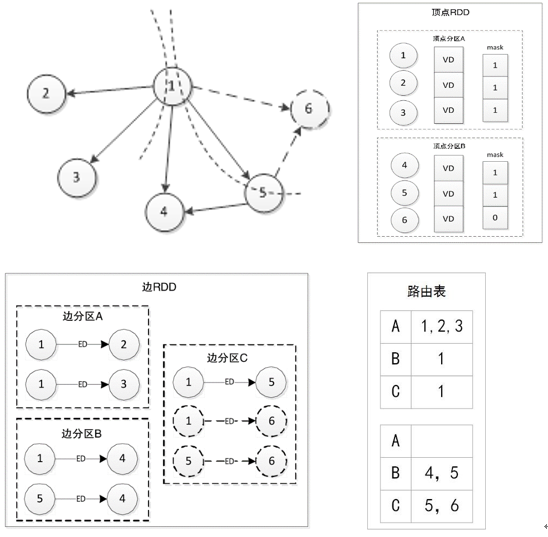 1
2
3
4
5
6
顶点RDD
顶点分区A
mask
1 VD 1
2 VD 1
3 VD 1
顶点分区B
mask
4 VD 1
5 VD 1
6 VD 0
边RDD
边分区A
1 ED 2
1 ED 3
边分区B
1 ED 4
5 ED 4
边分区C
1 ED 5
1 ED 6
5 ED 6
路由表
A 1,2,3
B 1
C 1
A
B 4，5
C 5，6